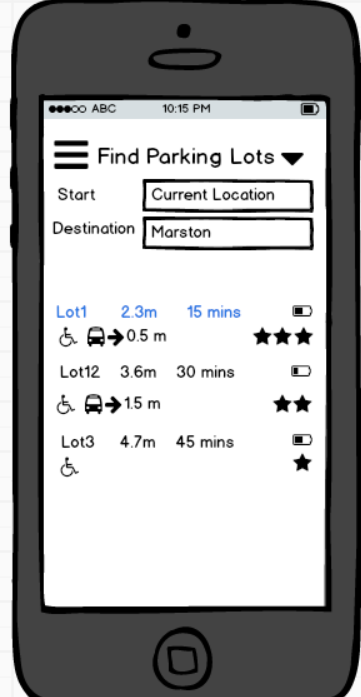 ABC 10:15 PM
Find Parking Lots
Start Current Location
Destination Marston
Lot1 2.3m 15 mins
0.5 m
Lot12 3.6m 30 mins
1.5 m
Lot3 4.7m 45 mins